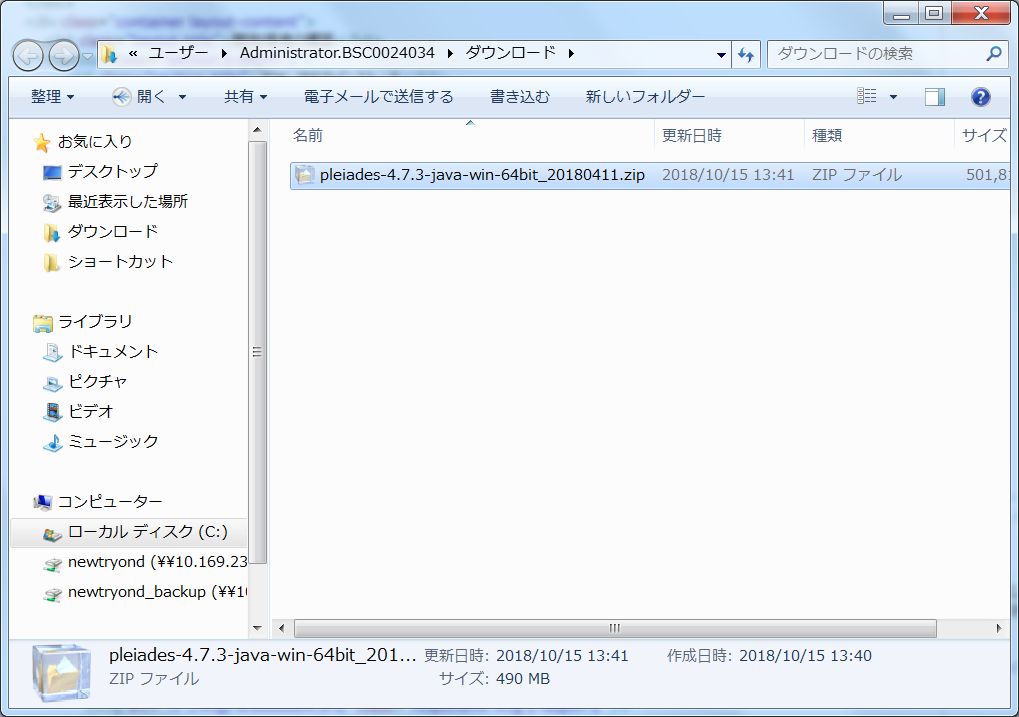 « ユーザー ▸ Administrator.BSC0024034 ▸ ダウンロード ▸
ダウンロードの検索
整理 開く 共有 電子メールで送信する 書き込む 新しいフォルダー
お気に入り
デスクトップ
最近表示した場所
ダウンロード
ショートカット
ライブラリ
ドキュメント
ピクチャ
ビデオ
ミュージック
コンピューター
ローカル ディスク (C:)
newtryond (¥¥10.169.23
newtryond_backup (¥¥10
名前 更新日時 種類 サイズ
pleiades-4.7.3-java-win-64bit_20180411.zip 2018/10/15 13:41 ZIP ファイル 501,8
pleiades-4.7.3-java-win-64bit_201... 更新日時: 2018/10/15 13:41 作成日時: 2018/10/15 13:40
ZIP ファイル サイズ: 490 MB